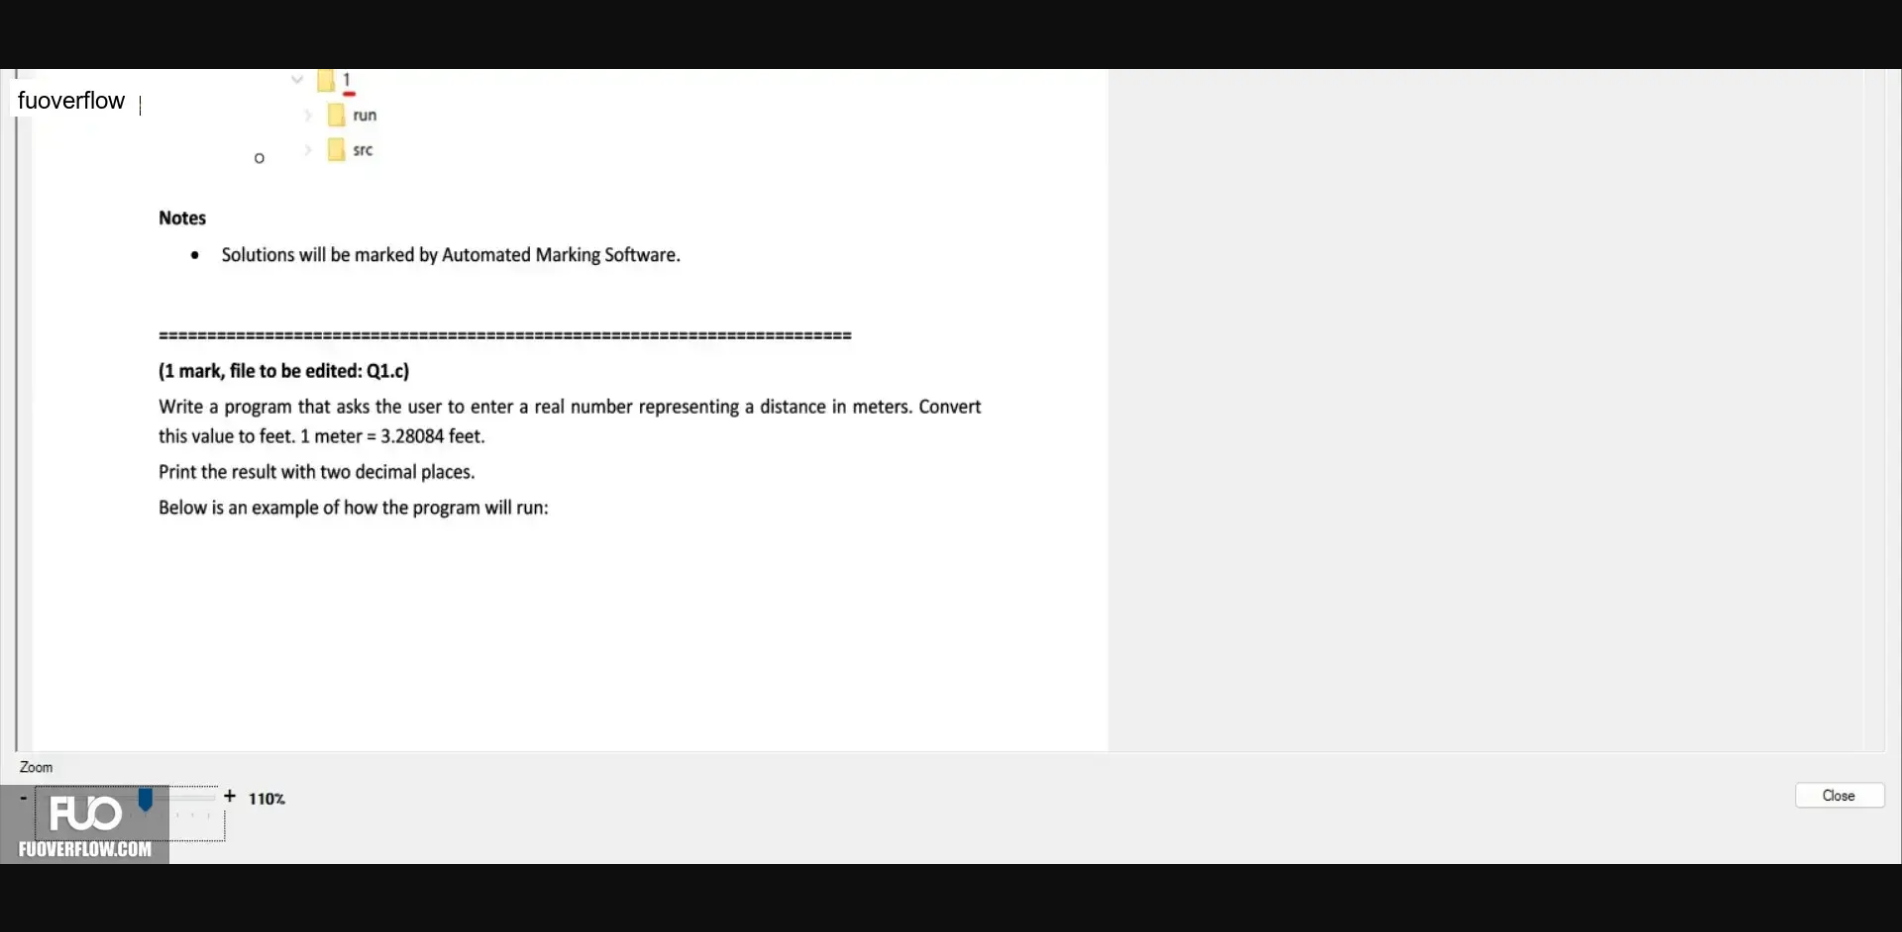 fuoverflow
1
run
src
Notes
• Solutions will be marked by Automated Marking Software.
========================================================================
(1 mark, file to be edited: Q1.c)
Write a program that asks the user to enter a real number representing a distance in meters. Convert
this value to feet. 1 meter = 3.28084 feet.
Print the result with two decimal places.
Below is an example of how the program will run:
Zoom
- + 110%
Close
FUO
FUOVERFLOW.COM